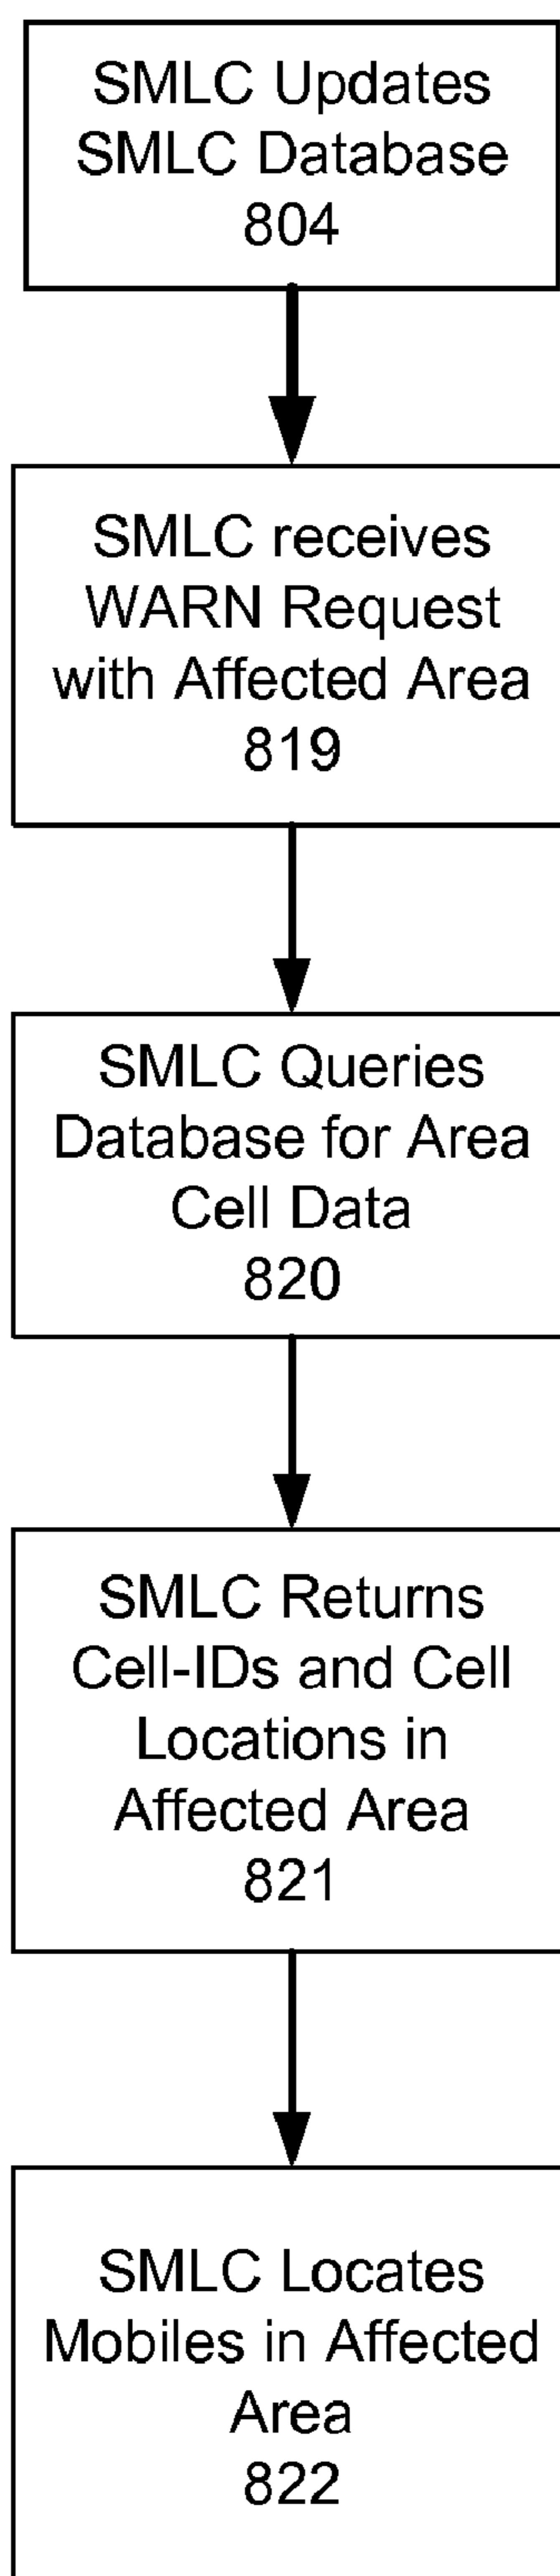 SMLC Updates
SMLC Database
804
SMLC receives
WARN Request
with Affected Area
819
SMLC Queries
Database for Area
Cell Data
820
SMLC Returns
Cell-IDs and Cell
Locations in
Affected Area
821
SMLC Locates
Mobiles in Affected
Area
822